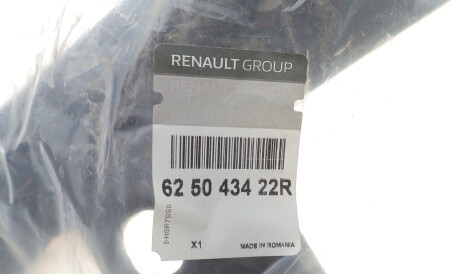 RENAULT GROUP
62 50 434 22R
X1
MADE IN ROMANIA